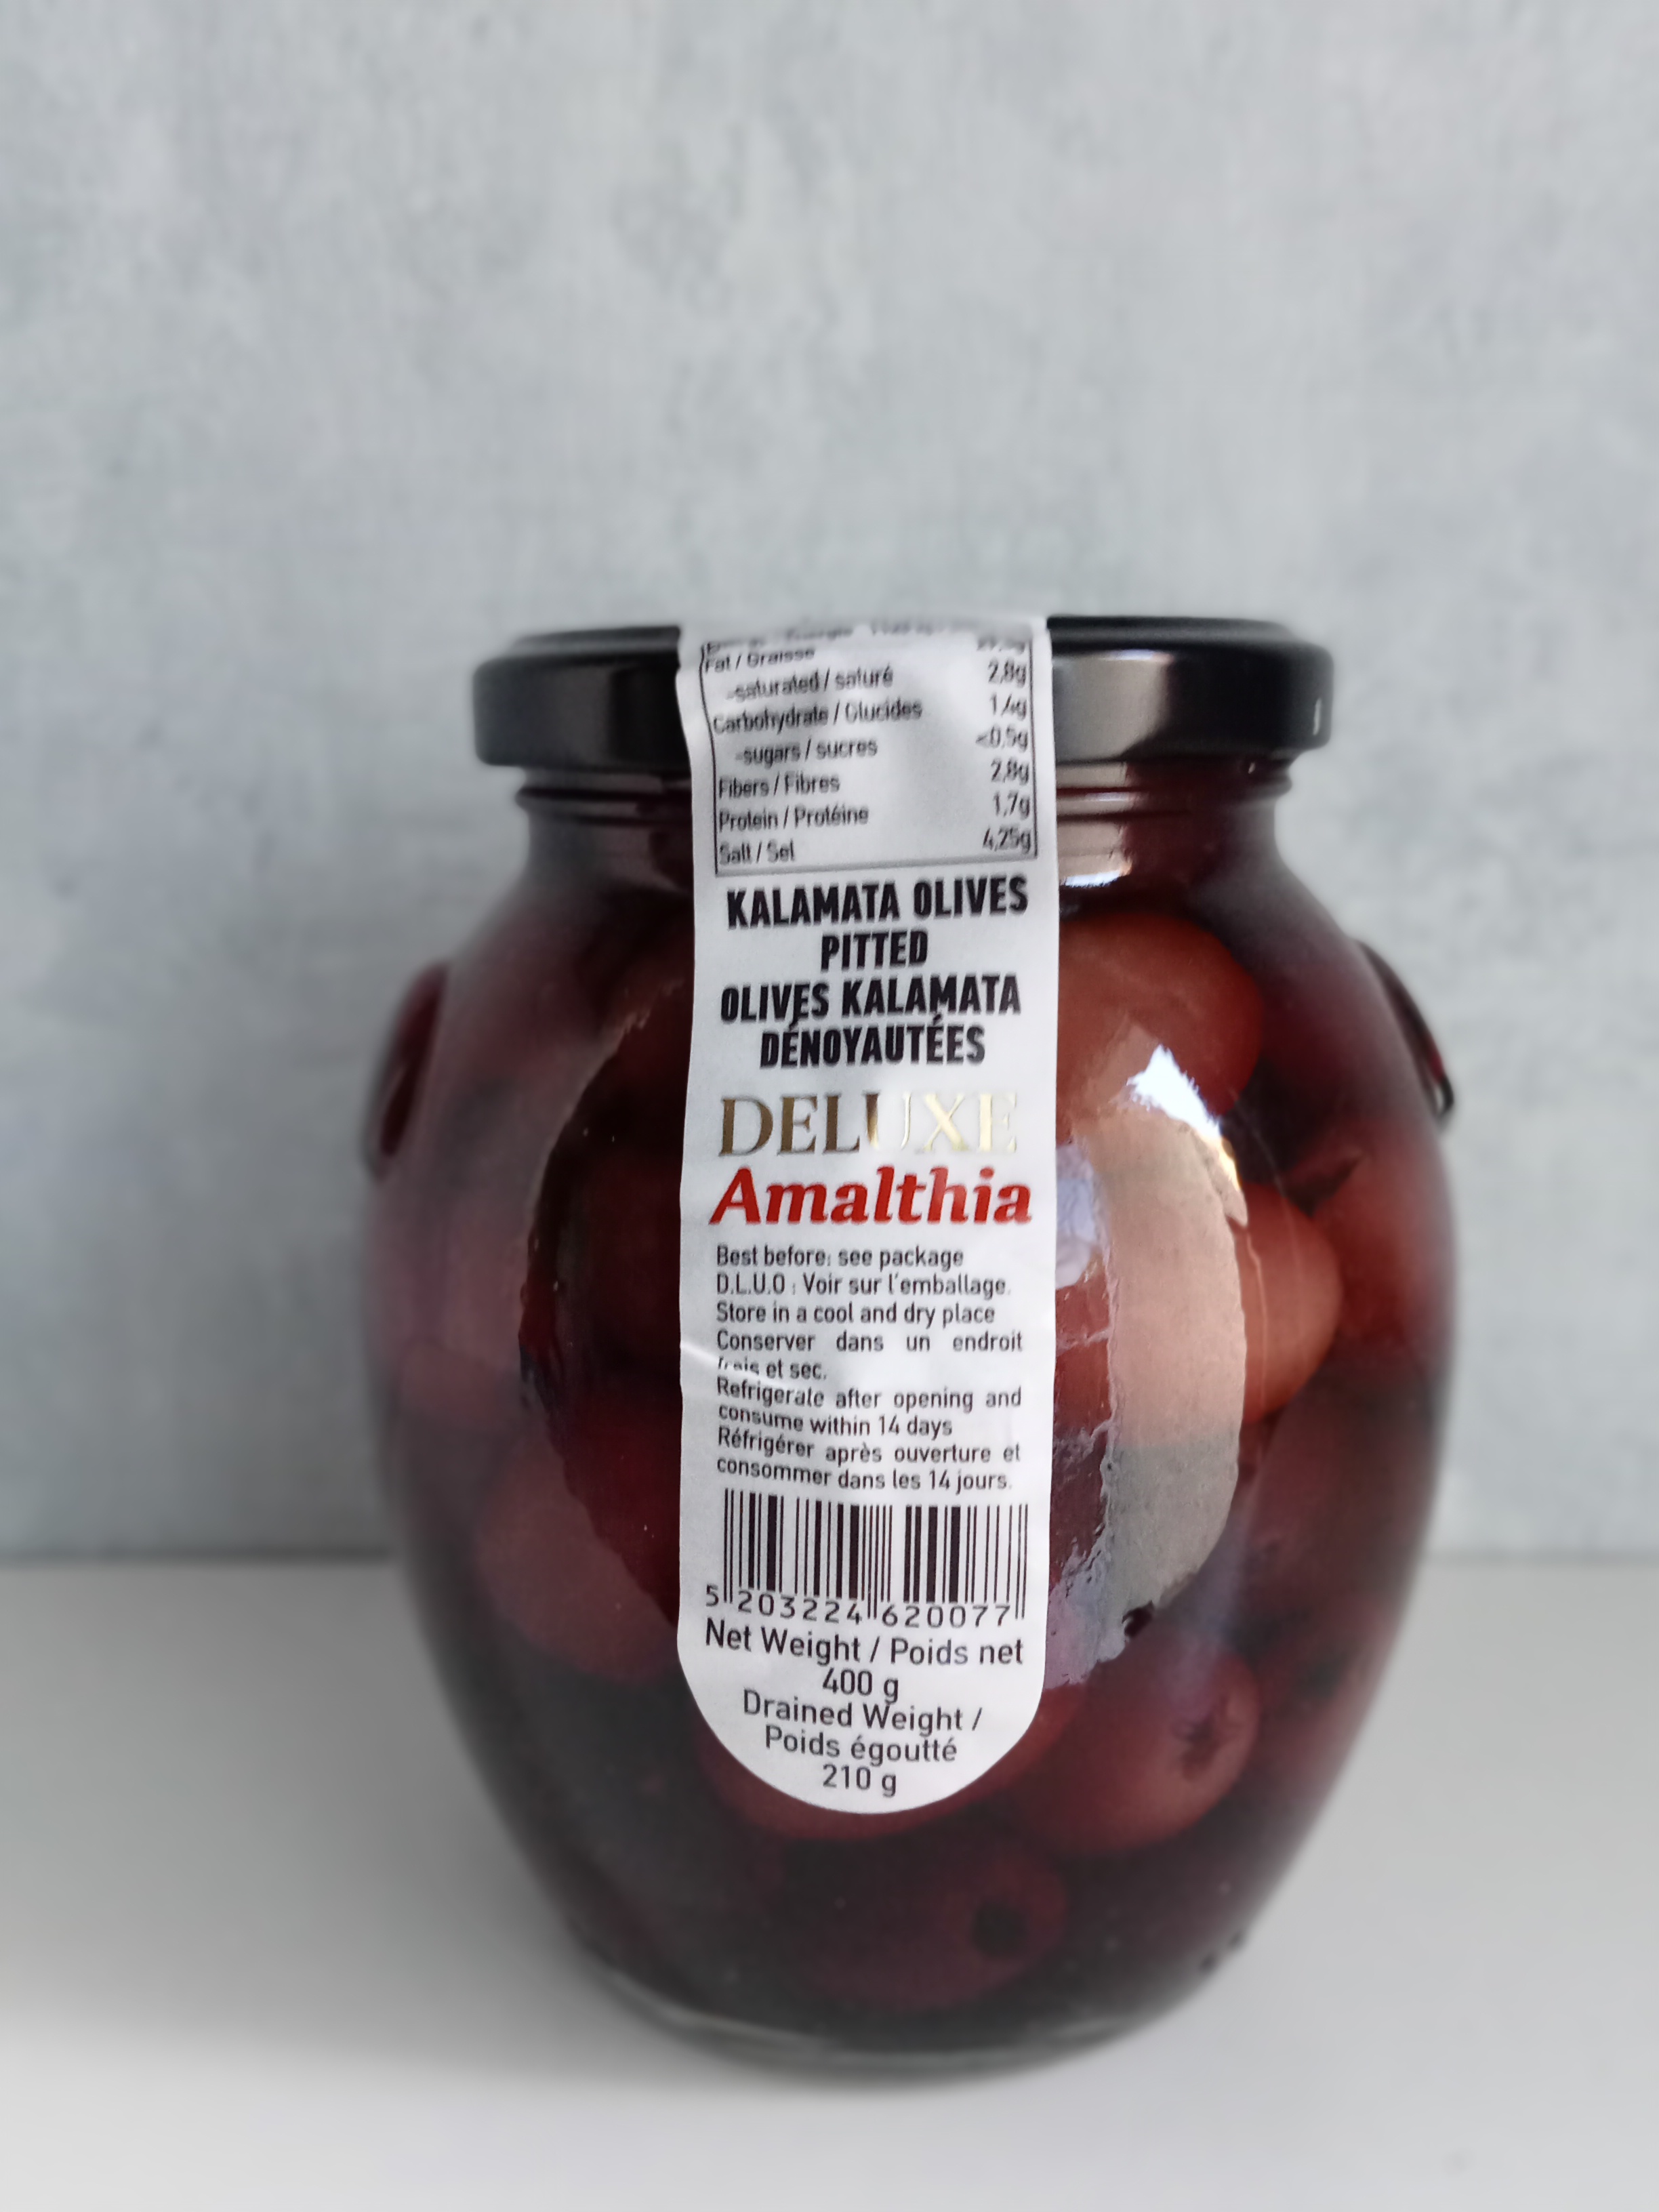 Fat / Graisse
-saturated / saturé 2,8g
Carbohydrate / Glucides 1,4g
-sugars / sucres <0,5g
Fibers / Fibres 2,8g
Protein / Protéine 1,7g
Salt / Sel 4,25g
KALAMATA OLIVES
PITTED
OLIVES KALAMATA
DÉNOYAUTÉES
DELUXE
Amalthia
Best before: see package
D.L.U.O : Voir sur l'emballage.
Store in a cool and dry place
Conserver dans un endroit
frais et sec.
Refrigerate after opening and
consume within 14 days
Réfrigérer après ouverture et
consommer dans les 14 jours.
5 203224 620077
Net Weight / Poids net
400 g
Drained Weight /
Poids égoutté
210 g